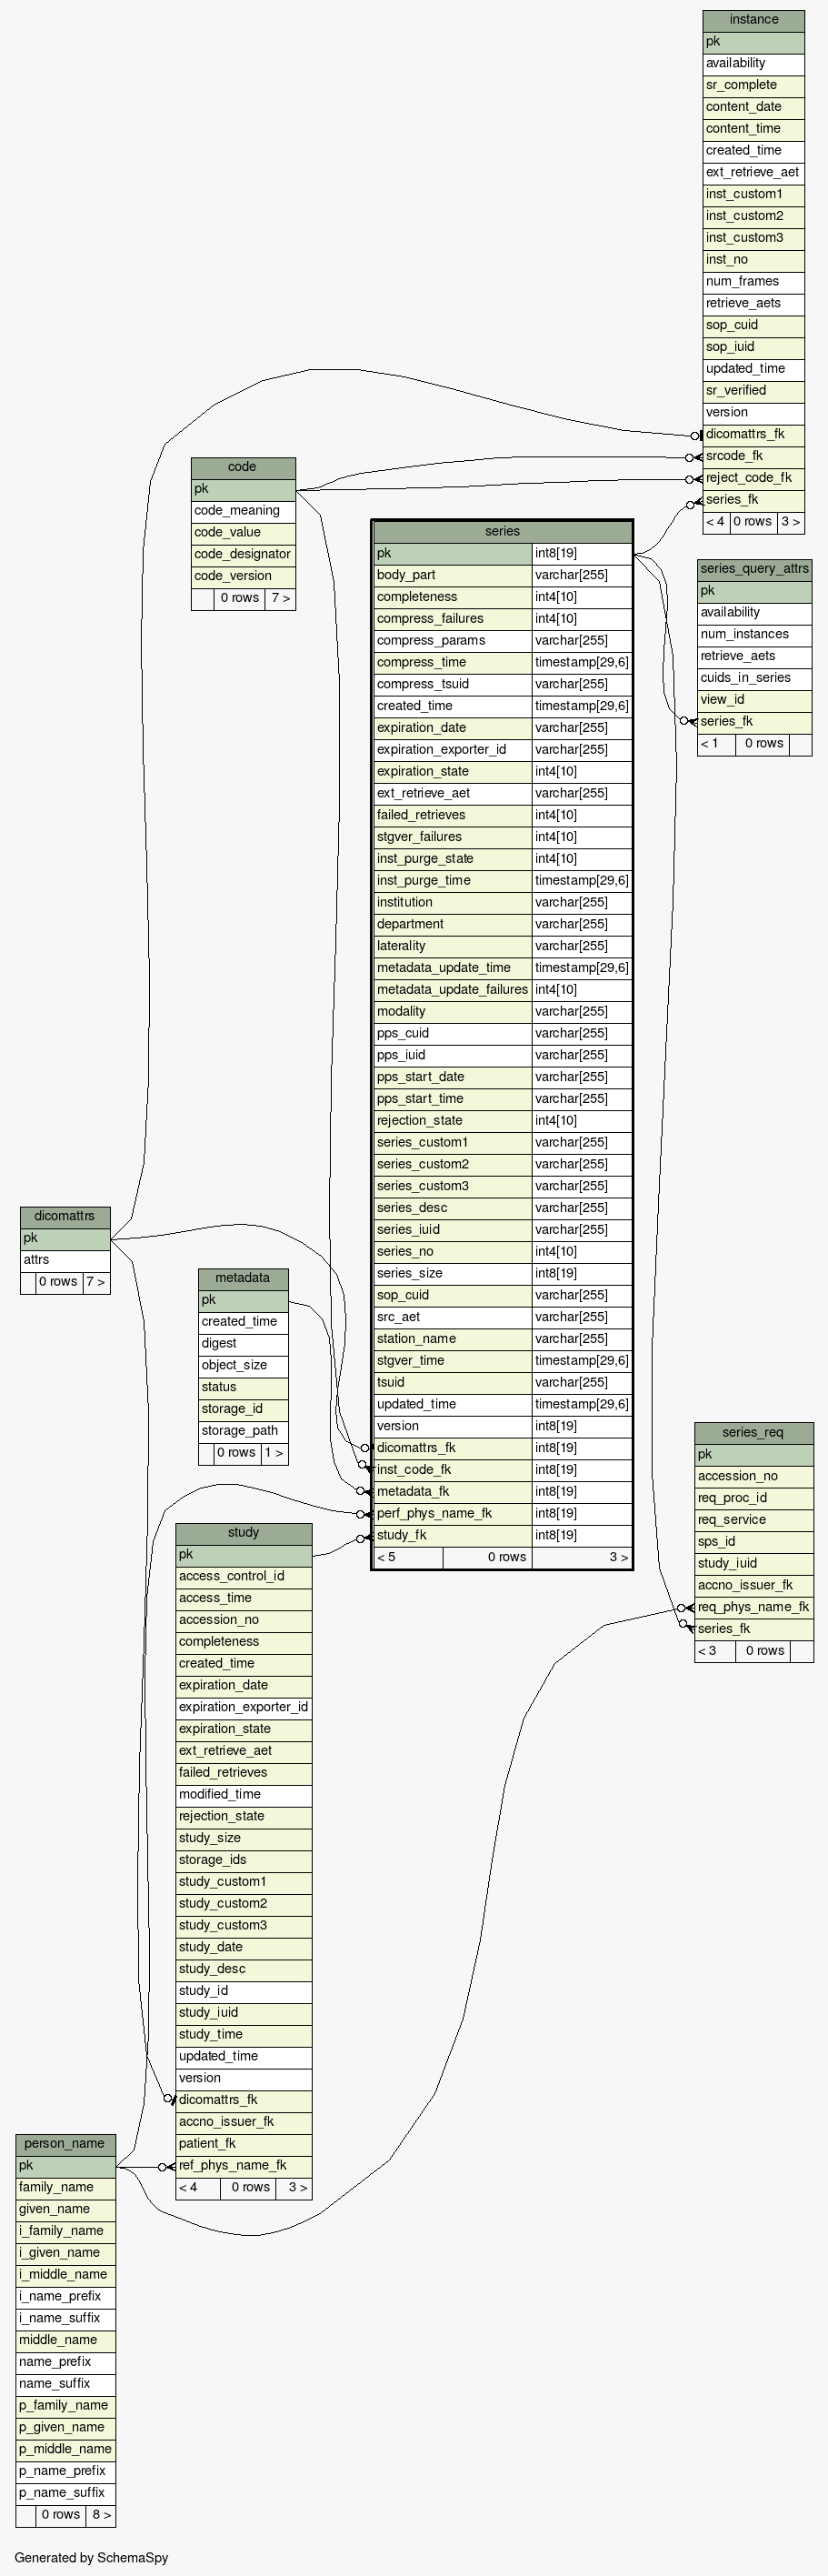 instance
pk
availability
sr_complete
content_date
content_time
created_time
ext_retrieve_aet
inst_custom1
inst_custom2
inst_custom3
inst_no
num_frames
retrieve_aets
sop_cuid
sop_iuid
updated_time
sr_verified
version
dicomattrs_fk
srcode_fk
reject_code_fk
series_fk
< 4 0 rows 3 >
code
pk
code_meaning
code_value
code_designator
code_version
0 rows 7 >
series
pk int8[19]
body_part varchar[255]
completeness int4[10]
compress_failures int4[10]
compress_params varchar[255]
compress_time timestamp[29,6]
compress_tsuid varchar[255]
created_time timestamp[29,6]
expiration_date varchar[255]
expiration_exporter_id varchar[255]
expiration_state int4[10]
ext_retrieve_aet varchar[255]
failed_retrieves int4[10]
stgver_failures int4[10]
inst_purge_state int4[10]
inst_purge_time timestamp[29,6]
institution varchar[255]
department varchar[255]
laterality varchar[255]
metadata_update_time timestamp[29,6]
metadata_update_failures int4[10]
modality varchar[255]
pps_cuid varchar[255]
pps_iuid varchar[255]
pps_start_date varchar[255]
pps_start_time varchar[255]
rejection_state int4[10]
series_custom1 varchar[255]
series_custom2 varchar[255]
series_custom3 varchar[255]
series_desc varchar[255]
series_iuid varchar[255]
series_no int4[10]
series_size int8[19]
sop_cuid varchar[255]
src_aet varchar[255]
station_name varchar[255]
stgver_time timestamp[29,6]
tsuid varchar[255]
updated_time timestamp[29,6]
version int8[19]
dicomattrs_fk int8[19]
inst_code_fk int8[19]
metadata_fk int8[19]
perf_phys_name_fk int8[19]
study_fk int8[19]
< 5 0 rows 3 >
series_query_attrs
pk
availability
num_instances
retrieve_aets
cuids_in_series
view_id
series_fk
< 1 0 rows
dicomattrs
pk
attrs
0 rows 7 >
metadata
pk
created_time
digest
object_size
status
storage_id
storage_path
0 rows 1 >
series_req
pk
accession_no
req_proc_id
req_service
sps_id
study_iuid
accno_issuer_fk
req_phys_name_fk
series_fk
< 3 0 rows
study
pk
access_control_id
access_time
accession_no
completeness
created_time
expiration_date
expiration_exporter_id
expiration_state
ext_retrieve_aet
failed_retrieves
modified_time
rejection_state
study_size
storage_ids
study_custom1
study_custom2
study_custom3
study_date
study_desc
study_id
study_iuid
study_time
updated_time
version
dicomattrs_fk
accno_issuer_fk
patient_fk
ref_phys_name_fk
< 4 0 rows 3 >
person_name
pk
family_name
given_name
i_family_name
i_given_name
i_middle_name
i_name_prefix
i_name_suffix
middle_name
name_prefix
name_suffix
p_family_name
p_given_name
p_middle_name
p_name_prefix
p_name_suffix
0 rows 8 >
Generated by SchemaSpy